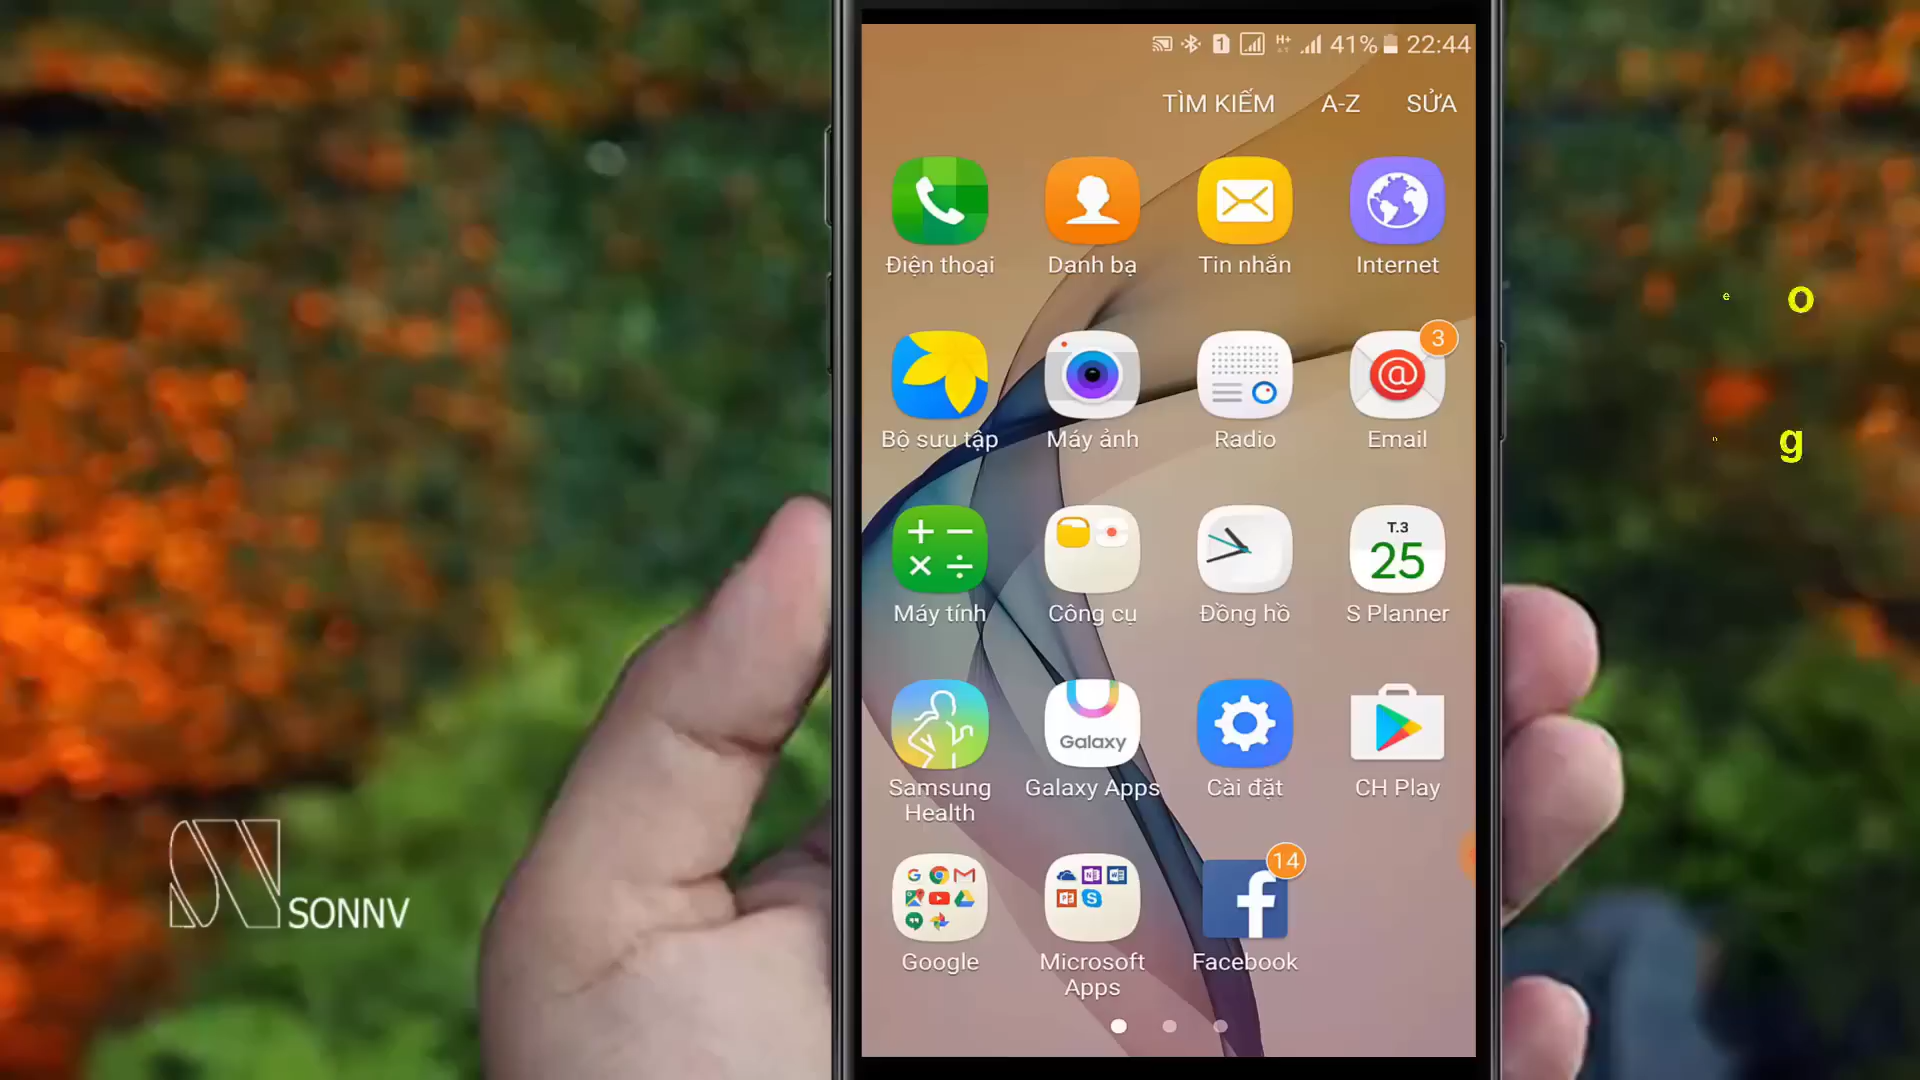 1 H+ 41% 22:44
TÌM KIẾM A-Z SỬA
Điện thoại Danh bạ Tin nhắn Internet
3
Bộ sưu tập Máy ảnh Radio Email
T.3
25
Máy tính Công cụ Đồng hồ S Planner
Galaxy
Samsung Health Galaxy Apps Cài đặt CH Play
14
Google Microsoft Apps Facebook
SONNV
e o
n g